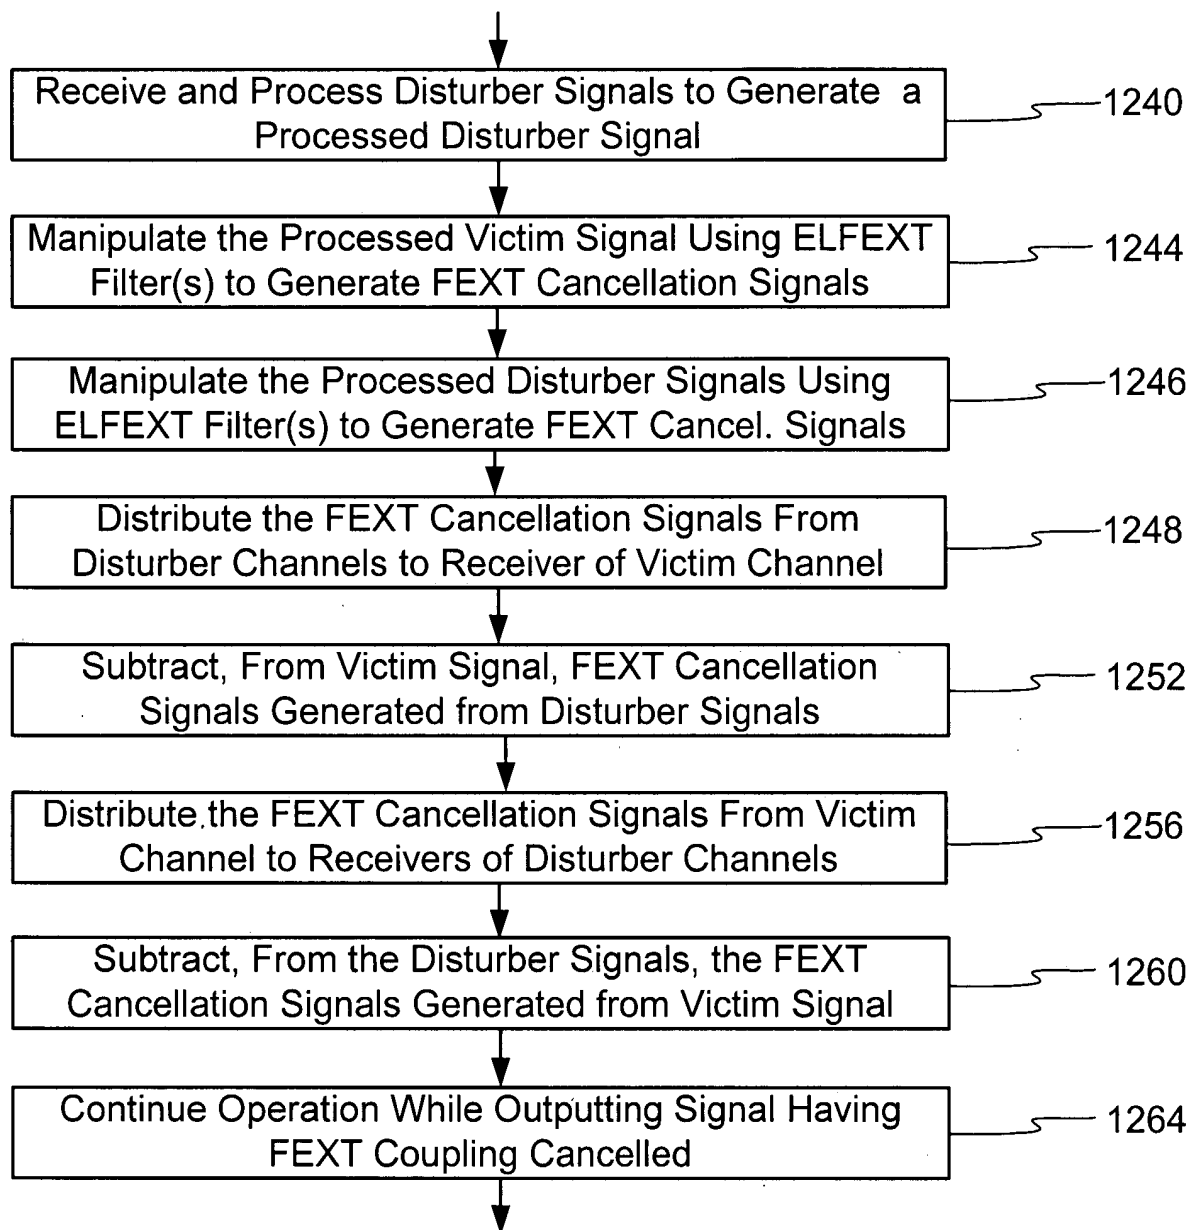 Receive and Process Disturber Signals to Generate a
Processed Disturber Signal
1240
Manipulate the Processed Victim Signal Using ELFEXT
Filter(s) to Generate FEXT Cancellation Signals
1244
Manipulate the Processed Disturber Signals Using
ELFEXT Filter(s) to Generate FEXT Cancel. Signals
1246
Distribute the FEXT Cancellation Signals From
Disturber Channels to Receiver of Victim Channel
1248
Subtract, From Victim Signal, FEXT Cancellation
Signals Generated from Disturber Signals
1252
Distribute the FEXT Cancellation Signals From Victim
Channel to Receivers of Disturber Channels
1256
Subtract, From the Disturber Signals, the FEXT
Cancellation Signals Generated from Victim Signal
1260
Continue Operation While Outputting Signal Having
FEXT Coupling Cancelled
1264